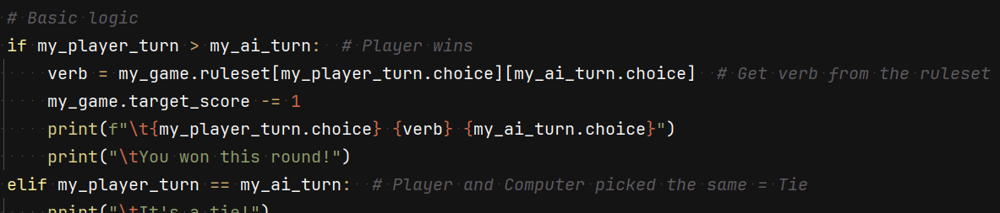 # Basic logic
if my_player_turn > my_ai_turn:  # Player wins
    verb = my_game.ruleset[my_player_turn.choice][my_ai_turn.choice]  # Get verb from the ruleset
    my_game.target_score -= 1
    print(f"\t{my_player_turn.choice} {verb} {my_ai_turn.choice}")
    print("\tYou won this round!")
elif my_player_turn == my_ai_turn:  # Player and Computer picked the same = Tie
    print("\tIt's a tie!")